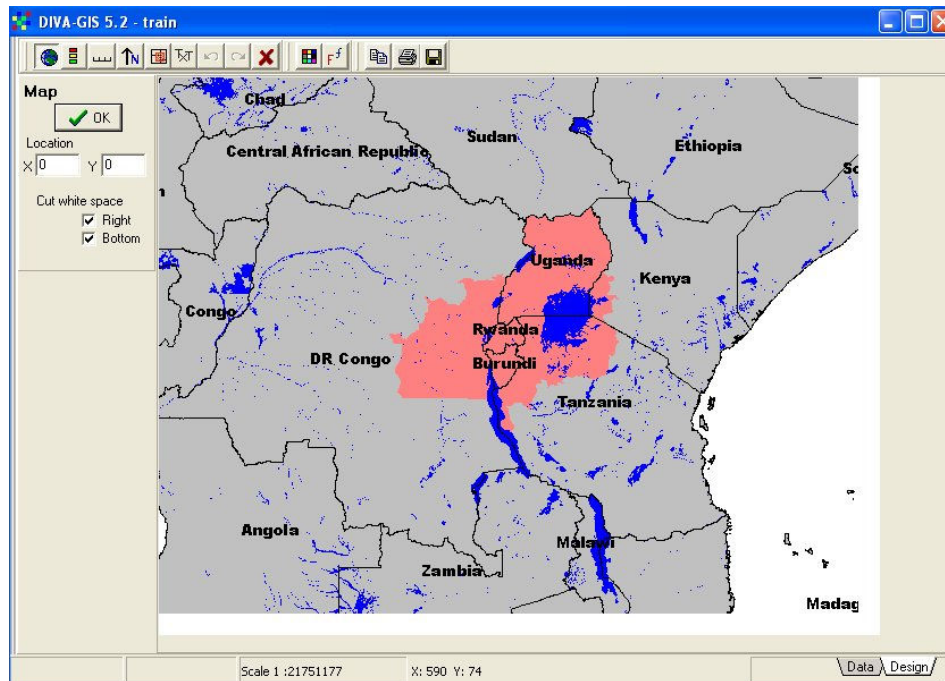 DIVA-GIS 5.2 - train
N
TXT
F f
Map
OK
Location
X 0 Y 0
Cut white space
Right
Bottom
Chad
Sudan
Ethiopia
Central African Republic
Uganda
Kenya
Congo
Rwanda
DR Congo
Burundi
Tanzania
Angola
Malawi
Zambia
Madag
Scale 1 :21751177
X: 590 Y: 74
Data
Design